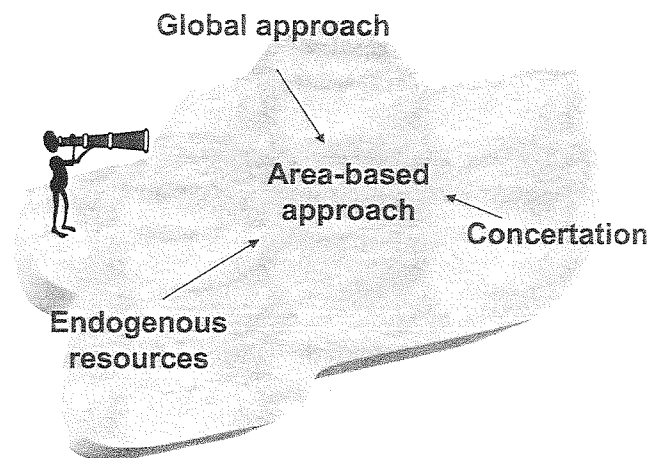 Global approach
Area-based
approach
Concertation
Endogenous
resources